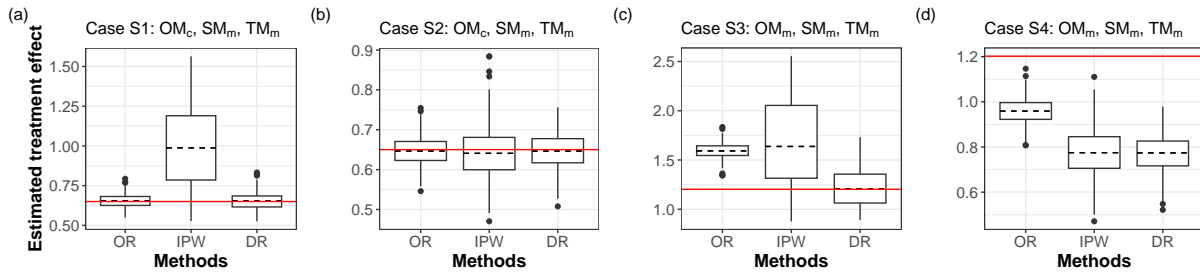 (a)
Case S1: OMc, SMm, TMm
Estimated treatment effect
1.50
1.25
1.00
0.75
0.50
OR IPW DR
Methods
(b)
Case S2: OMc, SMm, TMm
0.9
0.8
0.7
0.6
0.5
OR IPW DR
Methods
(c)
Case S3: OMm, SMm, TMm
2.5
2.0
1.5
1.0
OR IPW DR
Methods
(d)
Case S4: OMm, SMm, TMm
1.2
1.0
0.8
0.6
OR IPW DR
Methods